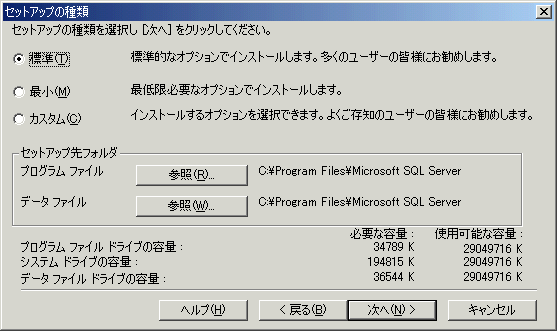 セットアップの種類
セットアップの種類を選択し [次へ] をクリックしてください。
標準(T) 標準的なオプションでインストールします。多くのユーザーの皆様にお勧めします。
最小(M) 最低限必要なオプションでインストールします。
カスタム(C) インストールするオプションを選択できます。よくご存知のユーザーの皆様にお勧めします。
セットアップ先フォルダ
プログラム ファイル 参照(R)... C:¥Program Files¥Microsoft SQL Server
データ ファイル 参照(W)... C:¥Program Files¥Microsoft SQL Server
必要な容量 : 使用可能な容量 :
プログラム ファイル ドライブの容量 : 34789 K 29049716 K
システム ドライブの容量 : 194815 K 29049716 K
データ ファイル ドライブの容量 : 36544 K 29049716 K
ヘルプ(H) < 戻る(B) 次へ(N) > キャンセル